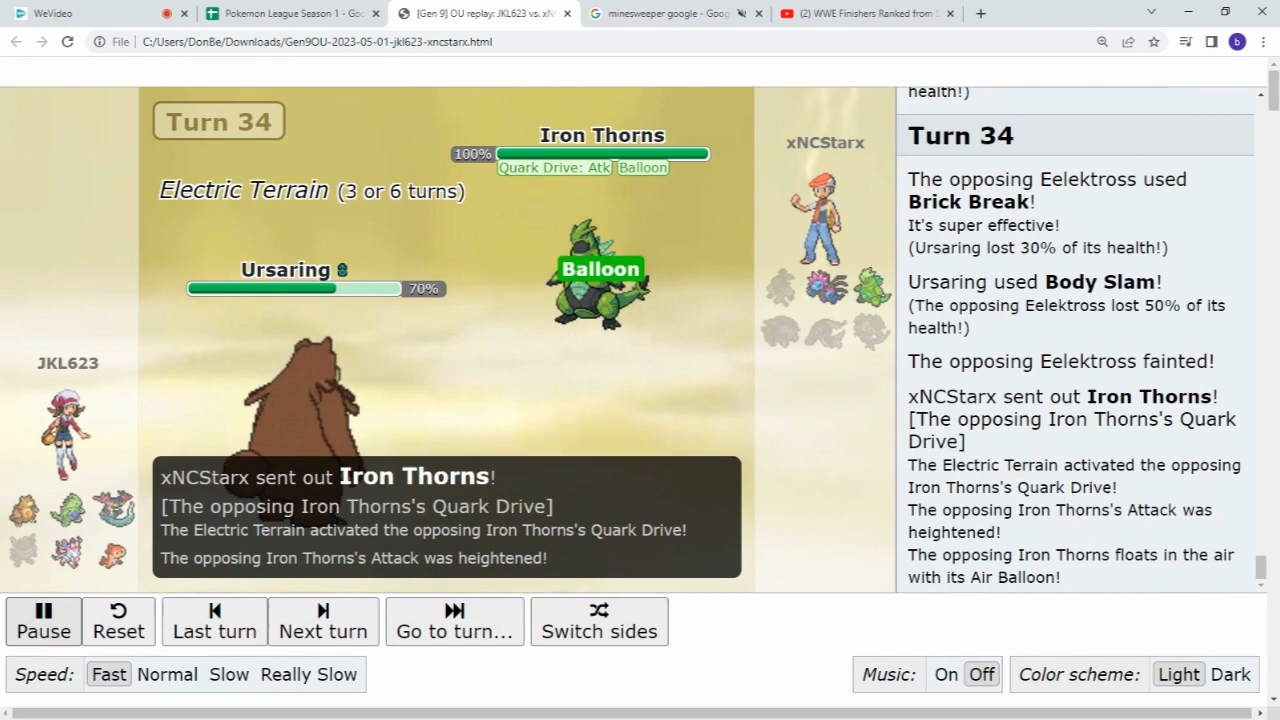 WeVideo
Pokemon League Season 1 - Goo
[Gen 9] OU replay: JKL623 vs. xN
minesweeper google - Goog
(2) WWE Finishers Ranked from
File
C:/Users/DonBe/Downloads/Gen9OU-2023-05-01-jkl623-xncstarx.html
b
Turn 34
Iron Thorns
100%
Quark Drive: Atk
Balloon
Electric Terrain (3 or 6 turns)
Balloon
Ursaring
70%
JKL623
xNCStarx
xNCStarx sent out Iron Thorns!
[The opposing Iron Thorns's Quark Drive]
The Electric Terrain activated the opposing Iron Thorns's Quark Drive!
The opposing Iron Thorns's Attack was heightened!
health!)
Turn 34
The opposing Eelektross used
Brick Break!
It's super effective!
(Ursaring lost 30% of its health!)
Ursaring used Body Slam!
(The opposing Eelektross lost 50% of its
health!)
The opposing Eelektross fainted!
xNCStarx sent out Iron Thorns!
[The opposing Iron Thorns's Quark
Drive]
The Electric Terrain activated the opposing
Iron Thorns's Quark Drive!
The opposing Iron Thorns's Attack was
heightened!
The opposing Iron Thorns floats in the air
with its Air Balloon!
Pause
Reset
Last turn
Next turn
Go to turn...
Switch sides
Speed:
Fast
Normal
Slow
Really Slow
Music:
On
Off
Color scheme:
Light
Dark